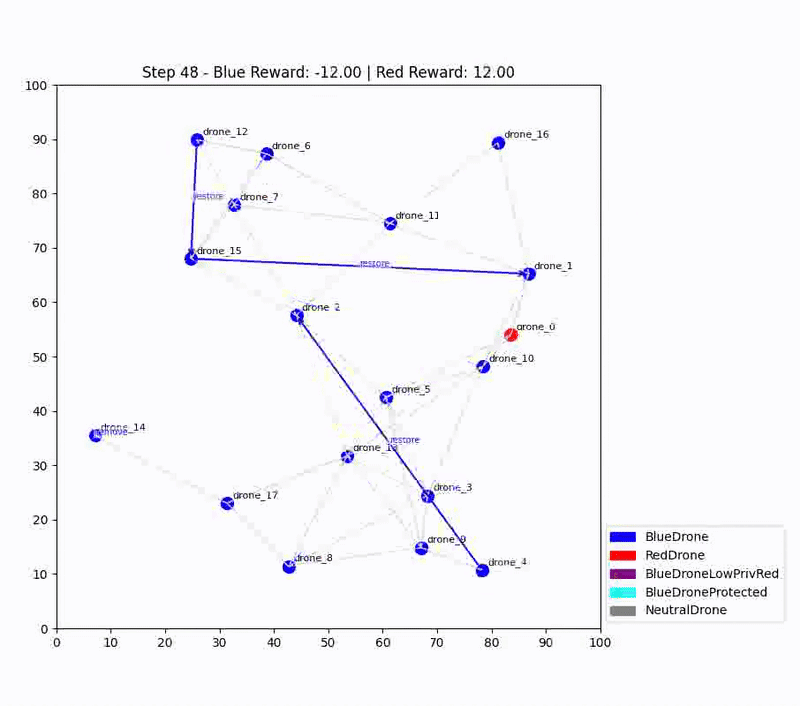 Step 48 - Blue Reward: -12.00 | Red Reward: 12.00
100
90
80
70
60
50
40
30
20
10
0
drone_12
drone_6
drone_16
restore
drone_7
drone_11
drone_15
restore
drone_1
drone_2
drone_0
drone_10
drone_5
drone_14
remove
restore
drone_3
drone_17
drone_9
drone_8
drone_4
0
10
20
30
40
50
60
70
80
90
100
BlueDrone
RedDrone
BlueDroneLowPrivRed
BlueDroneProtected
NeutralDrone